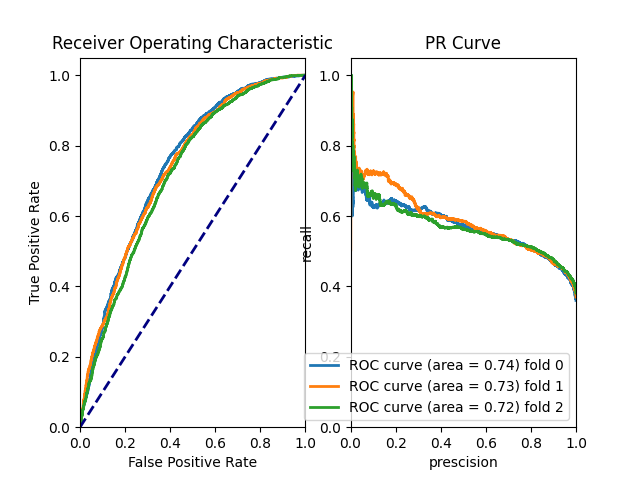 Receiver Operating Characteristic
PR Curve
1.0
0.8
0.6
0.4
0.2
0.0
True Positive Rate
0.0 0.2 0.4 0.6 0.8 1.0
False Positive Rate
1.0
0.8
0.6
0.4
0.2
0.0
recall
ROC curve (area = 0.74) fold 0
ROC curve (area = 0.73) fold 1
ROC curve (area = 0.72) fold 2
0.0 0.2 0.4 0.6 0.8 1.0
prescision